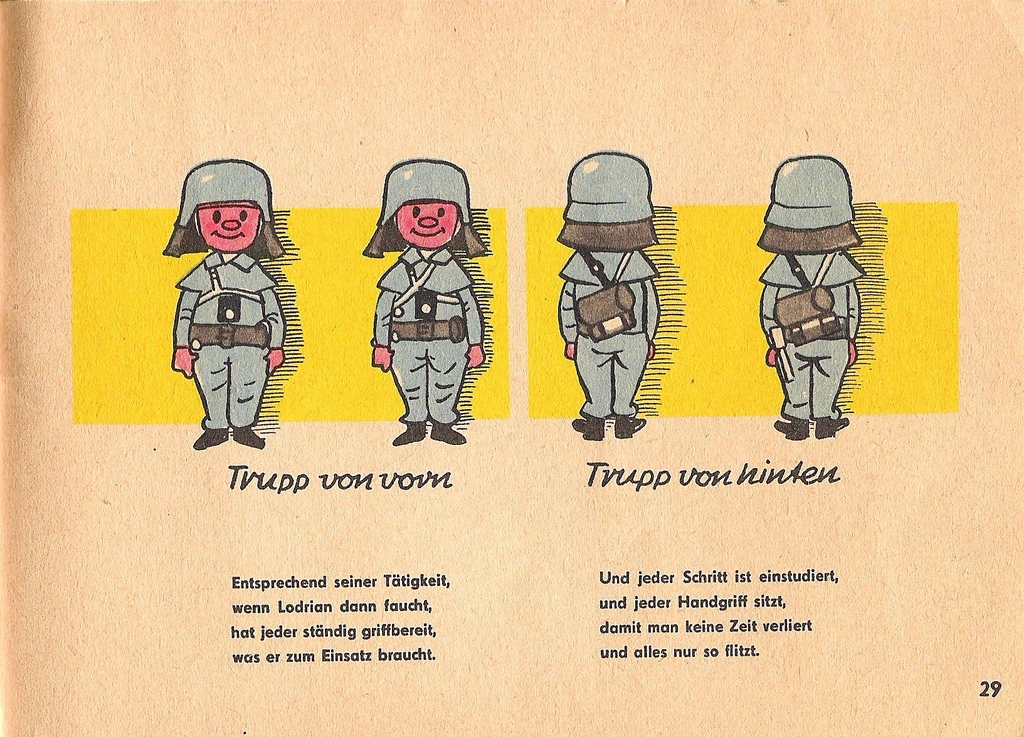 Trupp von vorn
Trupp von hinten
Entsprechend seiner Tätigkeit,
wenn Lodrian dann faucht,
hat jeder ständig griffbereit,
was er zum Einsatz braucht.
Und jeder Schritt ist einstudiert,
und jeder Handgriff sitzt,
damit man keine Zeit verliert
und alles nur so flitzt.
29